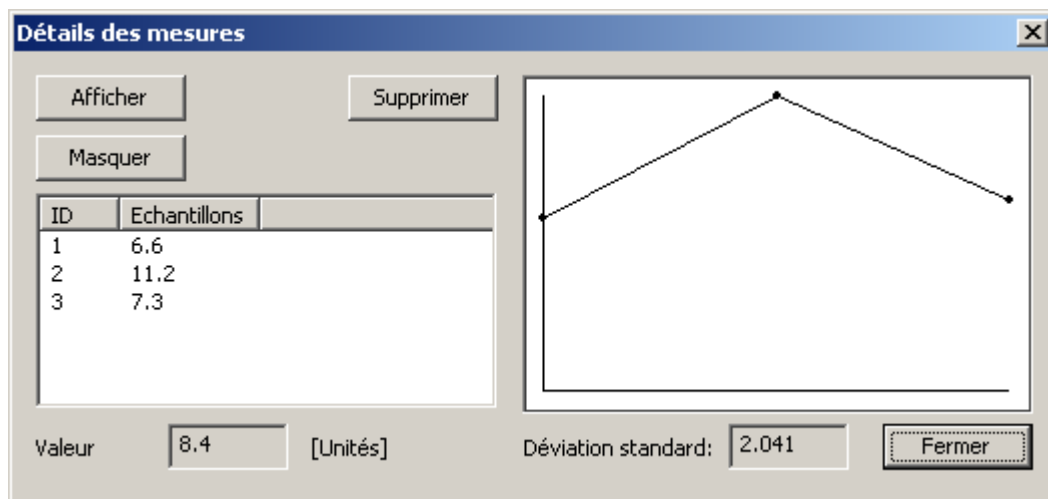 Détails des mesures
Afficher
Supprimer
Masquer
ID Echantillons
1 6.6
2 11.2
3 7.3
Valeur 8.4 [Unités]
Déviation standard: 2.041
Fermer